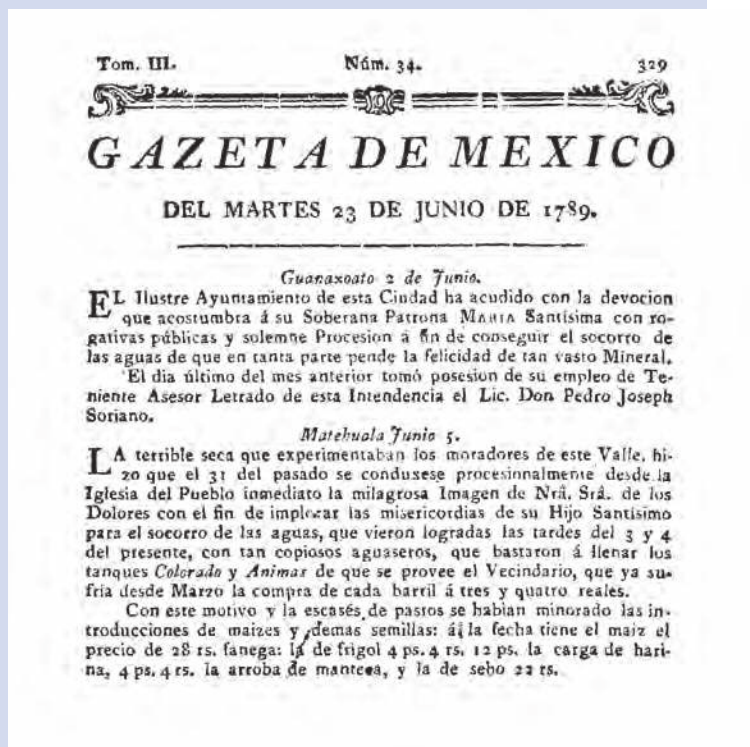 Tom. III. Núm. 34. 329
GAZETA DE MEXICO
DEL MARTES 23 DE JUNIO DE 1789.
Guanaxoato 2 de Junio.
EL Ilustre Ayuntamiento de esta Ciudad ha acudido con la devocion
que acostumbra á su Soberana Patrona MARIA Santísima con ro-
gativas públicas y solemne Procesion á fin de conseguir el socorro de
las aguas de que en tanta parte pende la felicidad de tan vasto Mineral.
El dia último del mes anterior tomó posesion de su empleo de Te-
niente Asesor Letrado de esta Intendencia el Lic. Don Pedro Joseph
Soriano.
Matehuala Junio 5.
LA terrible seca que experimentaban los moradores de este Valle, hi-
zo que el 31 del pasado se conduxese procesionalmente desde la
Iglesia del Pueblo inmediato la milagrosa Imagen de Nrâ. Srâ. de los
Dolores con el fin de implorar las misericordias de su Hijo Santísimo
para el socorro de las aguas, que vieron logradas las tardes del 3 y 4
del presente, con tan copiosos aguaseros, que bastaron á llenar los
tanques Colorado y Animas de que se provee el Vecindario, que ya su-
fria desde Marzo la compra de cada barril á tres y quatro reales.
Con este motivo y la escasés de pastos se habian minorado las in-
troducciones de maizes y demas semillas: á la fecha tiene el maiz el
precio de 28 rs. fanega: la de frigol 4 ps. 4 rs. 12 ps. la carga de hari-
na, 4 ps. 4 rs. la arroba de manteca, y la de sebo 22 rs.